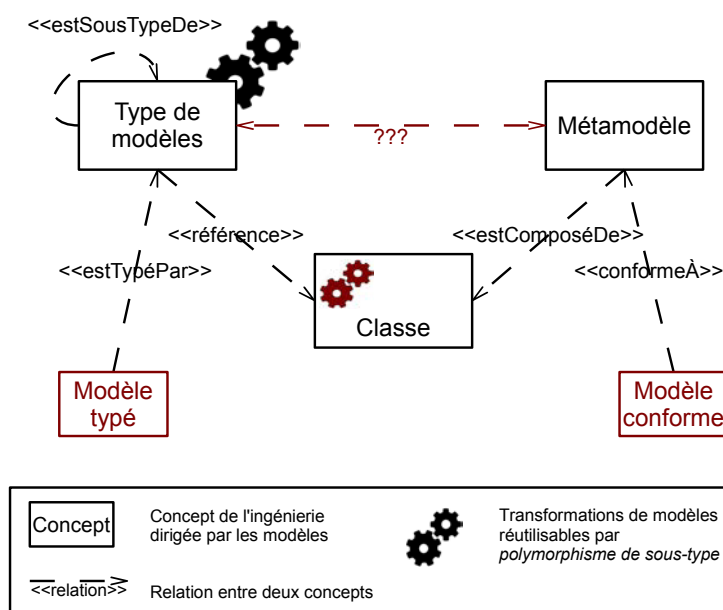 <<estSousTypeDe>>
Type de
modèles
Métamodèle
???
<<référence>>
<<estComposéDe>>
<<estTypéPar>>
<<conformeÀ>>
Classe
Modèle
typé
Modèle
conforme
Concept
Concept de l'ingénierie
dirigée par les modèles
Transformations de modèles
réutilisables par
polymorphisme de sous-type
<<relation>>
Relation entre deux concepts